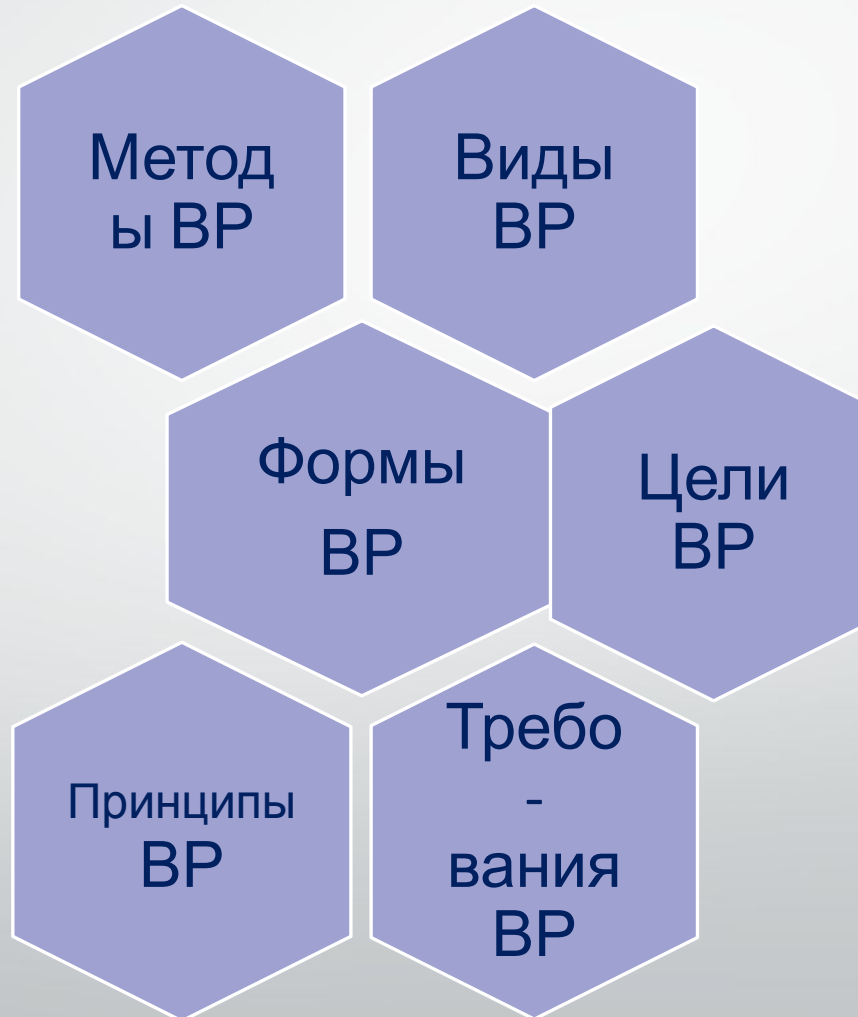 Метод
ы ВР
Виды
ВР
Формы
ВР
Цели
ВР
Принципы
ВР
Требо
-
вания
ВР